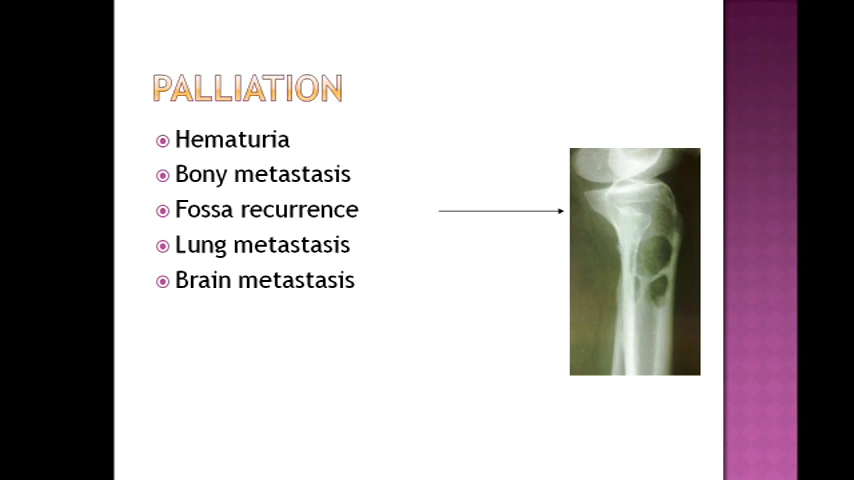 PALLIATION
Hematuria
Bony metastasis
Fossa recurrence
Lung metastasis
Brain metastasis